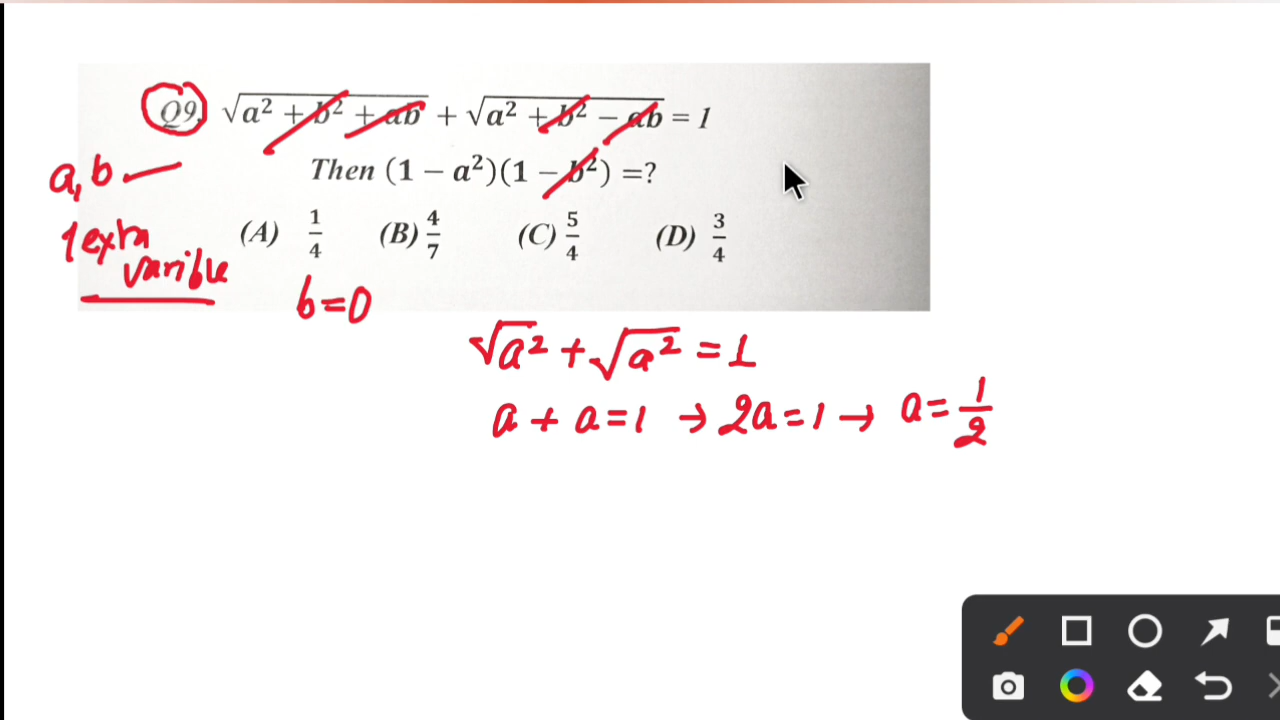 Q9. √a² + b² + ab + √a² + b² − ab = 1
Then (1 − a²)(1 − b²) =?
(A) 1/4 (B) 4/7 (C) 5/4 (D) 3/4
a, b
1 extra
varible
b=0
√a² + √a² = 1
a + a = 1 → 2a = 1 → a = 1/2